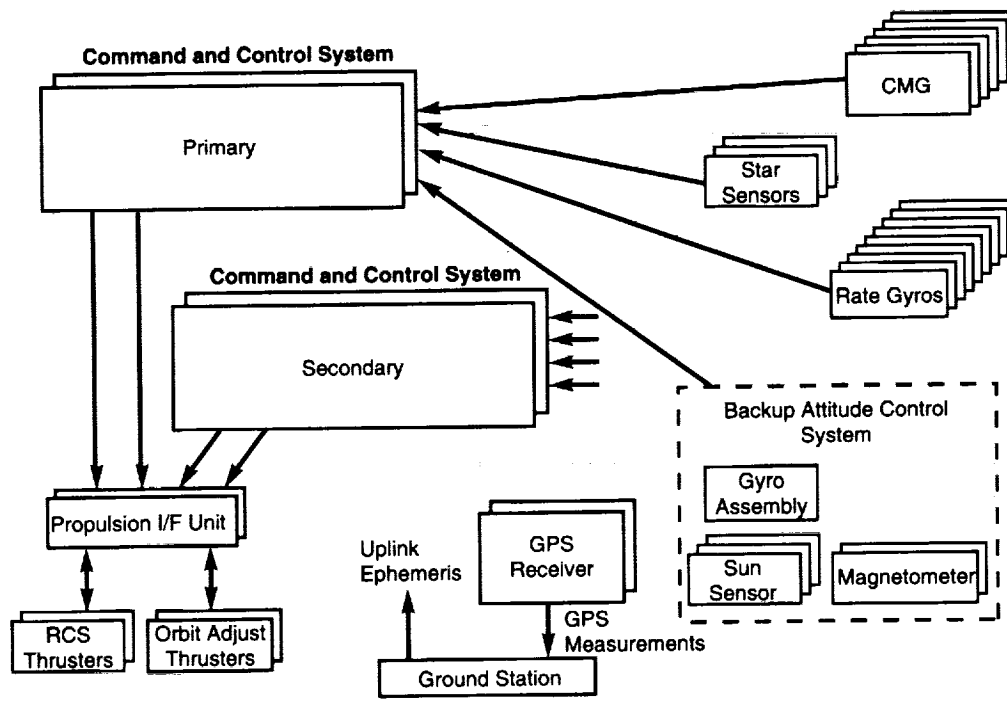 Command and Control System
Primary
CMG
Star
Sensors
Rate Gyros
Command and Control System
Secondary
Backup Attitude Control
System
Gyro
Assembly
Sun
Sensor
Magnetometer
Propulsion I/F Unit
RCS
Thrusters
Orbit Adjust
Thrusters
Uplink
Ephemeris
GPS
Receiver
GPS
Measurements
Ground Station